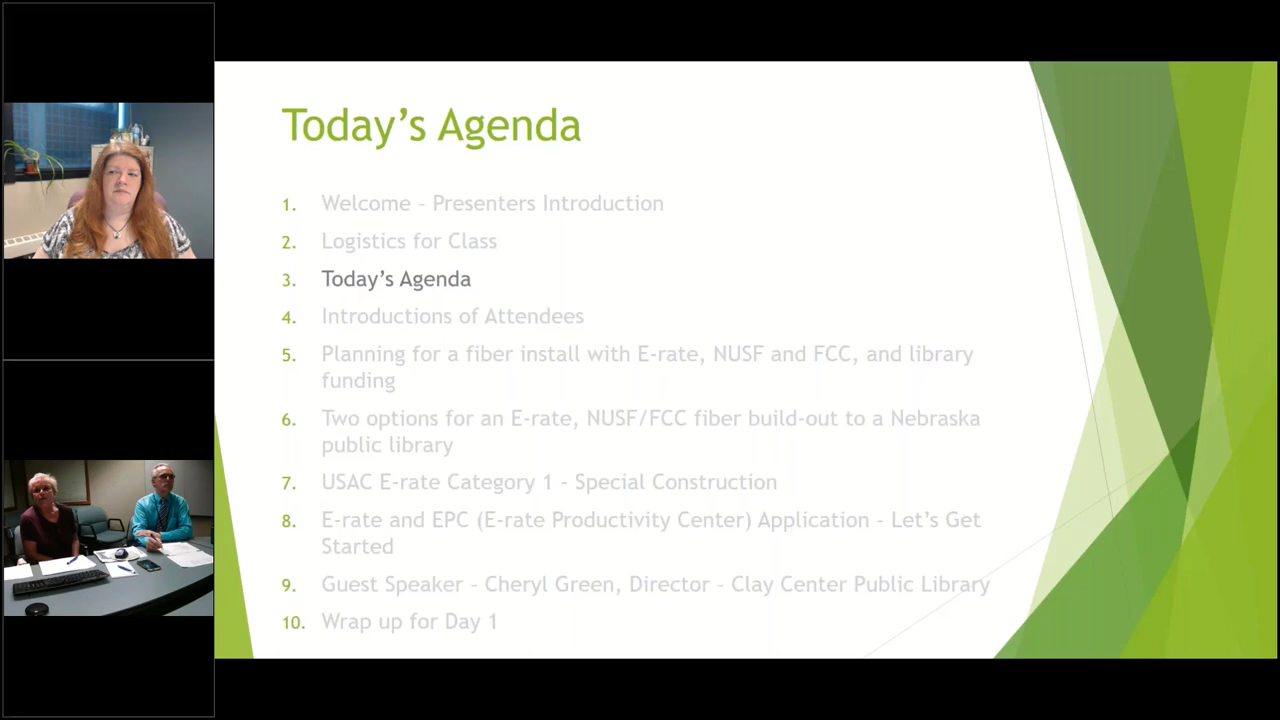 Today's Agenda
1. Welcome – Presenters Introduction
2. Logistics for Class
3. Today's Agenda
4. Introductions of Attendees
5. Planning for a fiber install with E-rate, NUSF and FCC, and library
funding
6. Two options for an E-rate, NUSF/FCC fiber build-out to a Nebraska
public library
7. USAC E-rate Category 1 - Special Construction
8. E-rate and EPC (E-rate Productivity Center) Application – Let's Get
Started
9. Guest Speaker – Cheryl Green, Director – Clay Center Public Library
10. Wrap up for Day 1